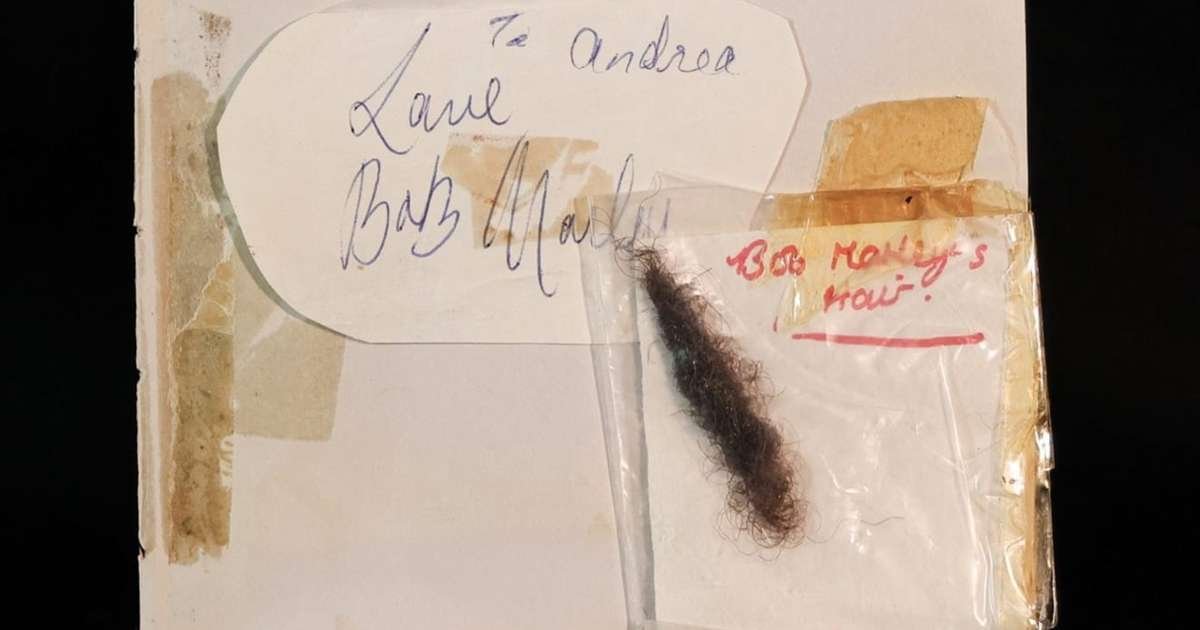 To Andrea
Love
Bob Marley
Bob Marley's
Hair.